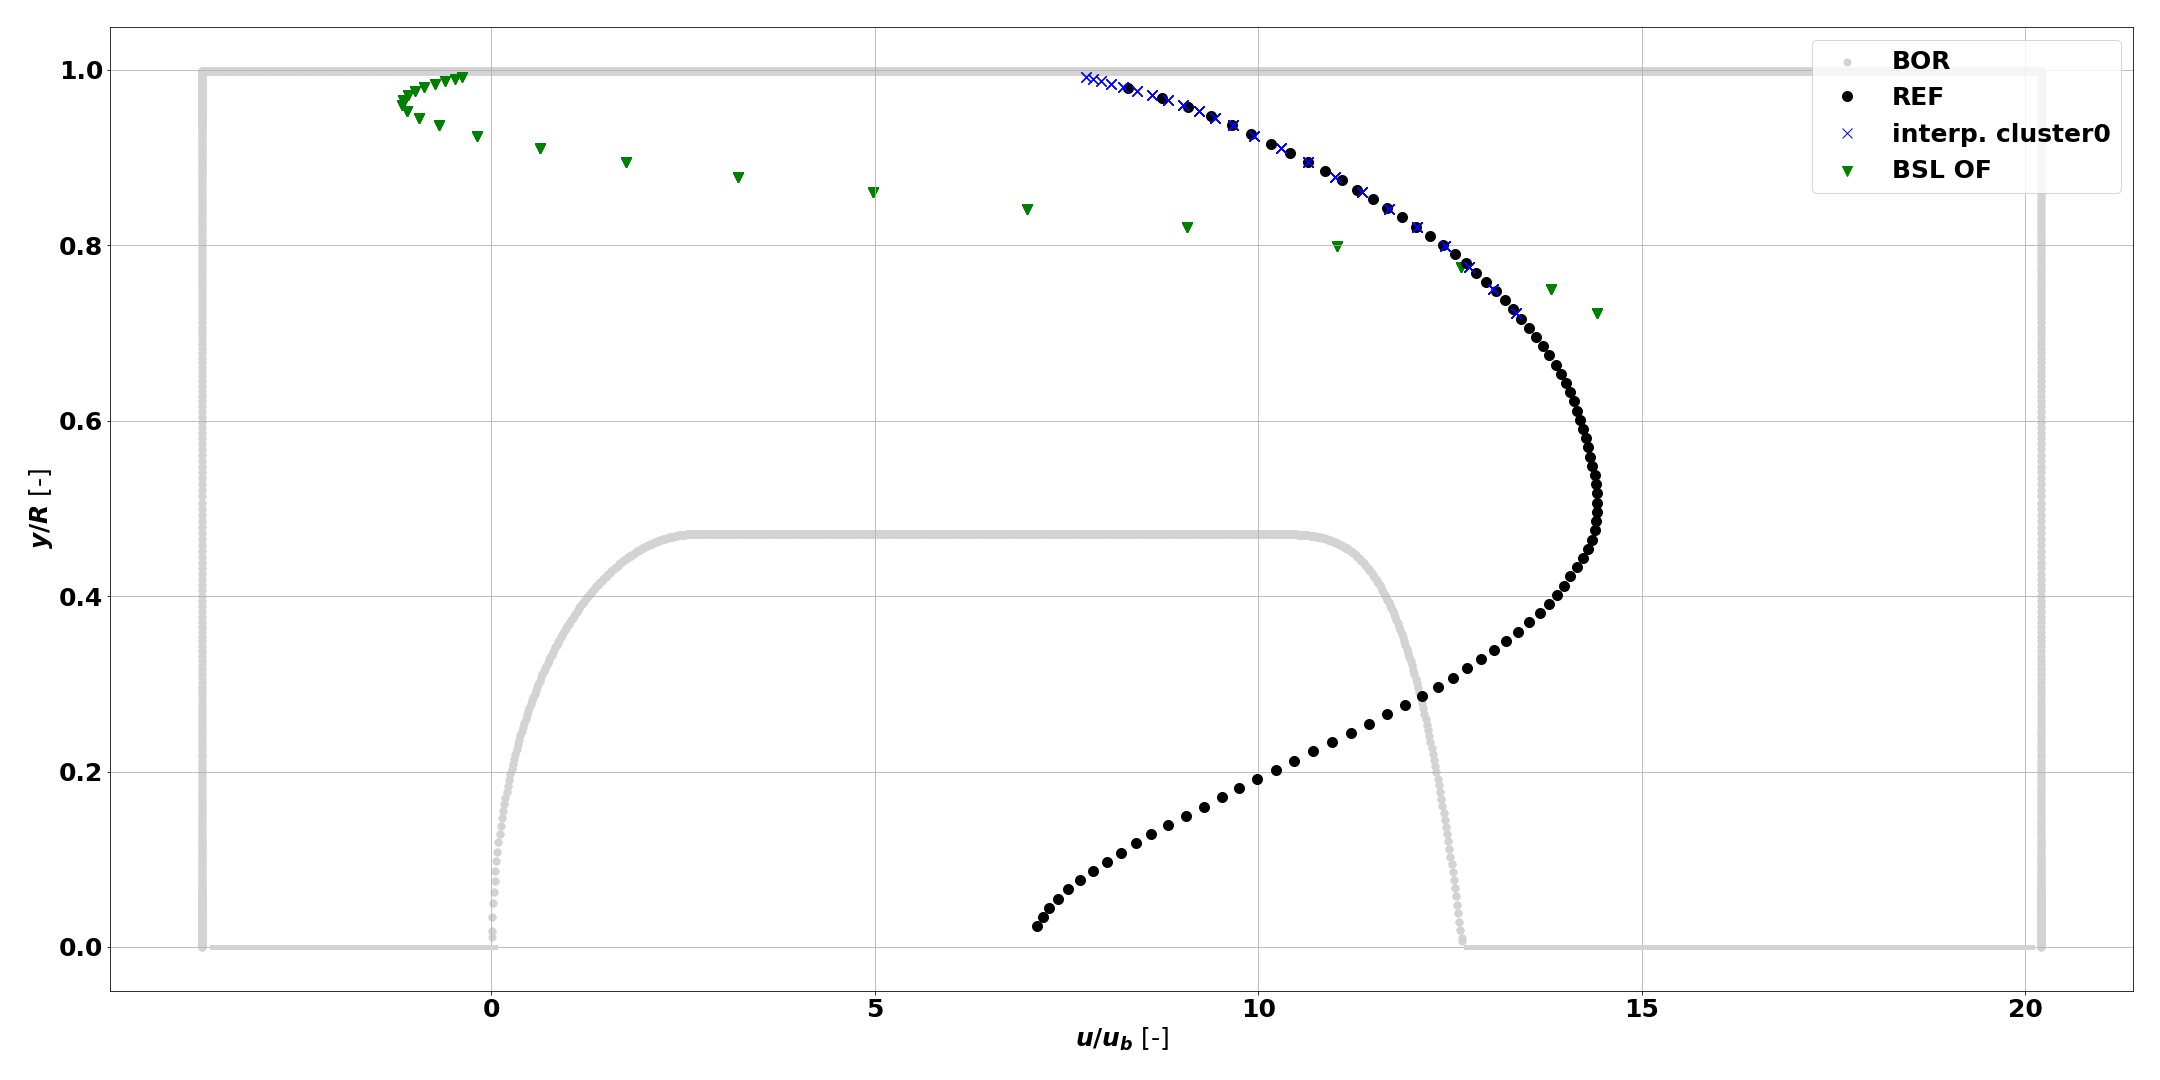 1.0
0.8
0.6
0.4
0.2
0.0
y/R [-]
0 5 10 15 20
u/u_b [-]
BOR
REF
interp. cluster0
BSL OF